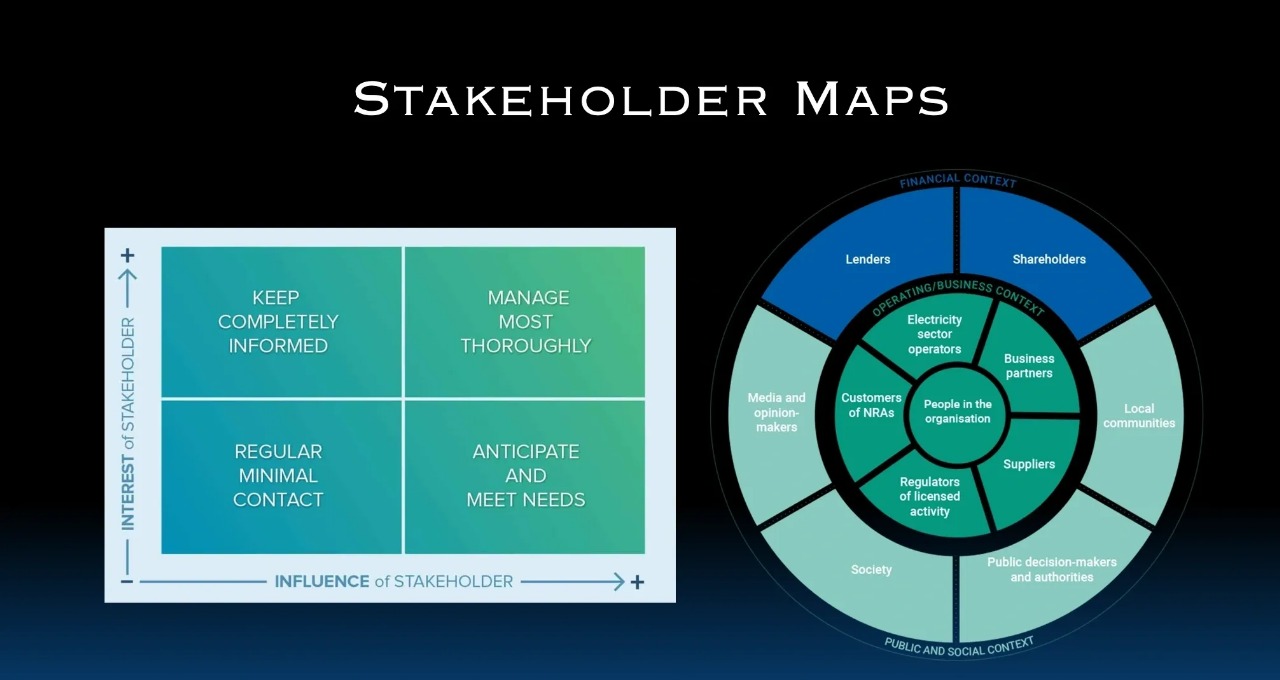 STAKEHOLDER MAPS
+
INTEREST of STAKEHOLDER
–
KEEP
COMPLETELY
INFORMED
MANAGE
MOST
THOROUGHLY
REGULAR
MINIMAL
CONTACT
ANTICIPATE
AND
MEET NEEDS
INFLUENCE of STAKEHOLDER
+
FINANCIAL CONTEXT
Lenders
Shareholders
OPERATING/BUSINESS CONTEXT
Electricity
sector
operators
Business
partners
Customers
of NRAs
People in the
organisation
Suppliers
Regulators
of licensed
activity
Media and
opinion-
makers
Local
communities
Society
Public decision-makers
and authorities
PUBLIC AND SOCIAL CONTEXT